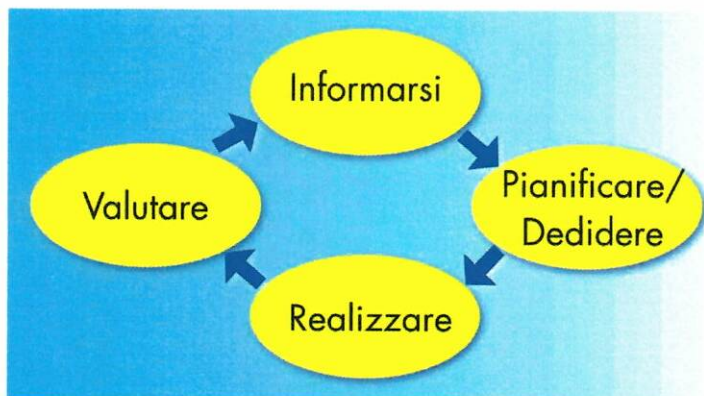 Informarsi
Pianificare/
Dedidere
Valutare
Realizzare